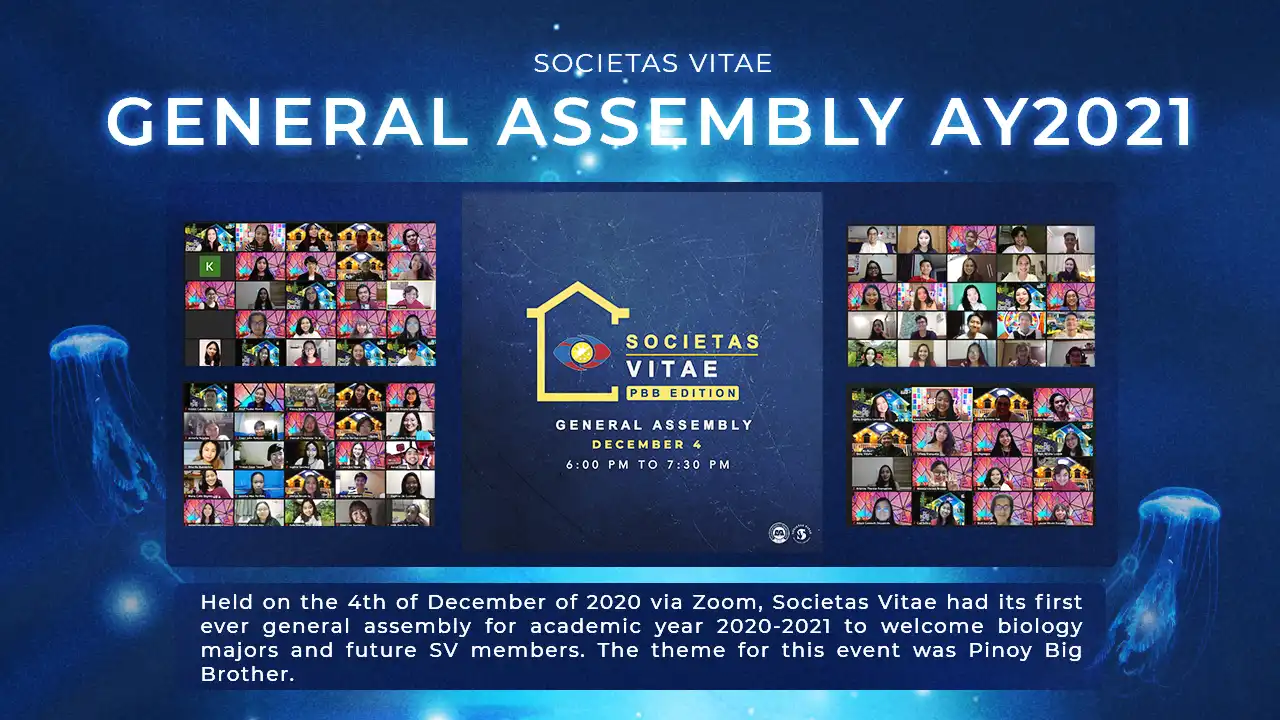 SOCIETAS VITAE
GENERAL ASSEMBLY AY2021
K
SOCIETAS
VITAE
PBB EDITION
GENERAL ASSEMBLY
DECEMBER 4
6:00 PM TO 7:30 PM
Held on the 4th of December of 2020 via Zoom, Societas Vitae had its first
ever general assembly for academic year 2020-2021 to welcome biology
majors and future SV members. The theme for this event was Pinoy Big
Brother.